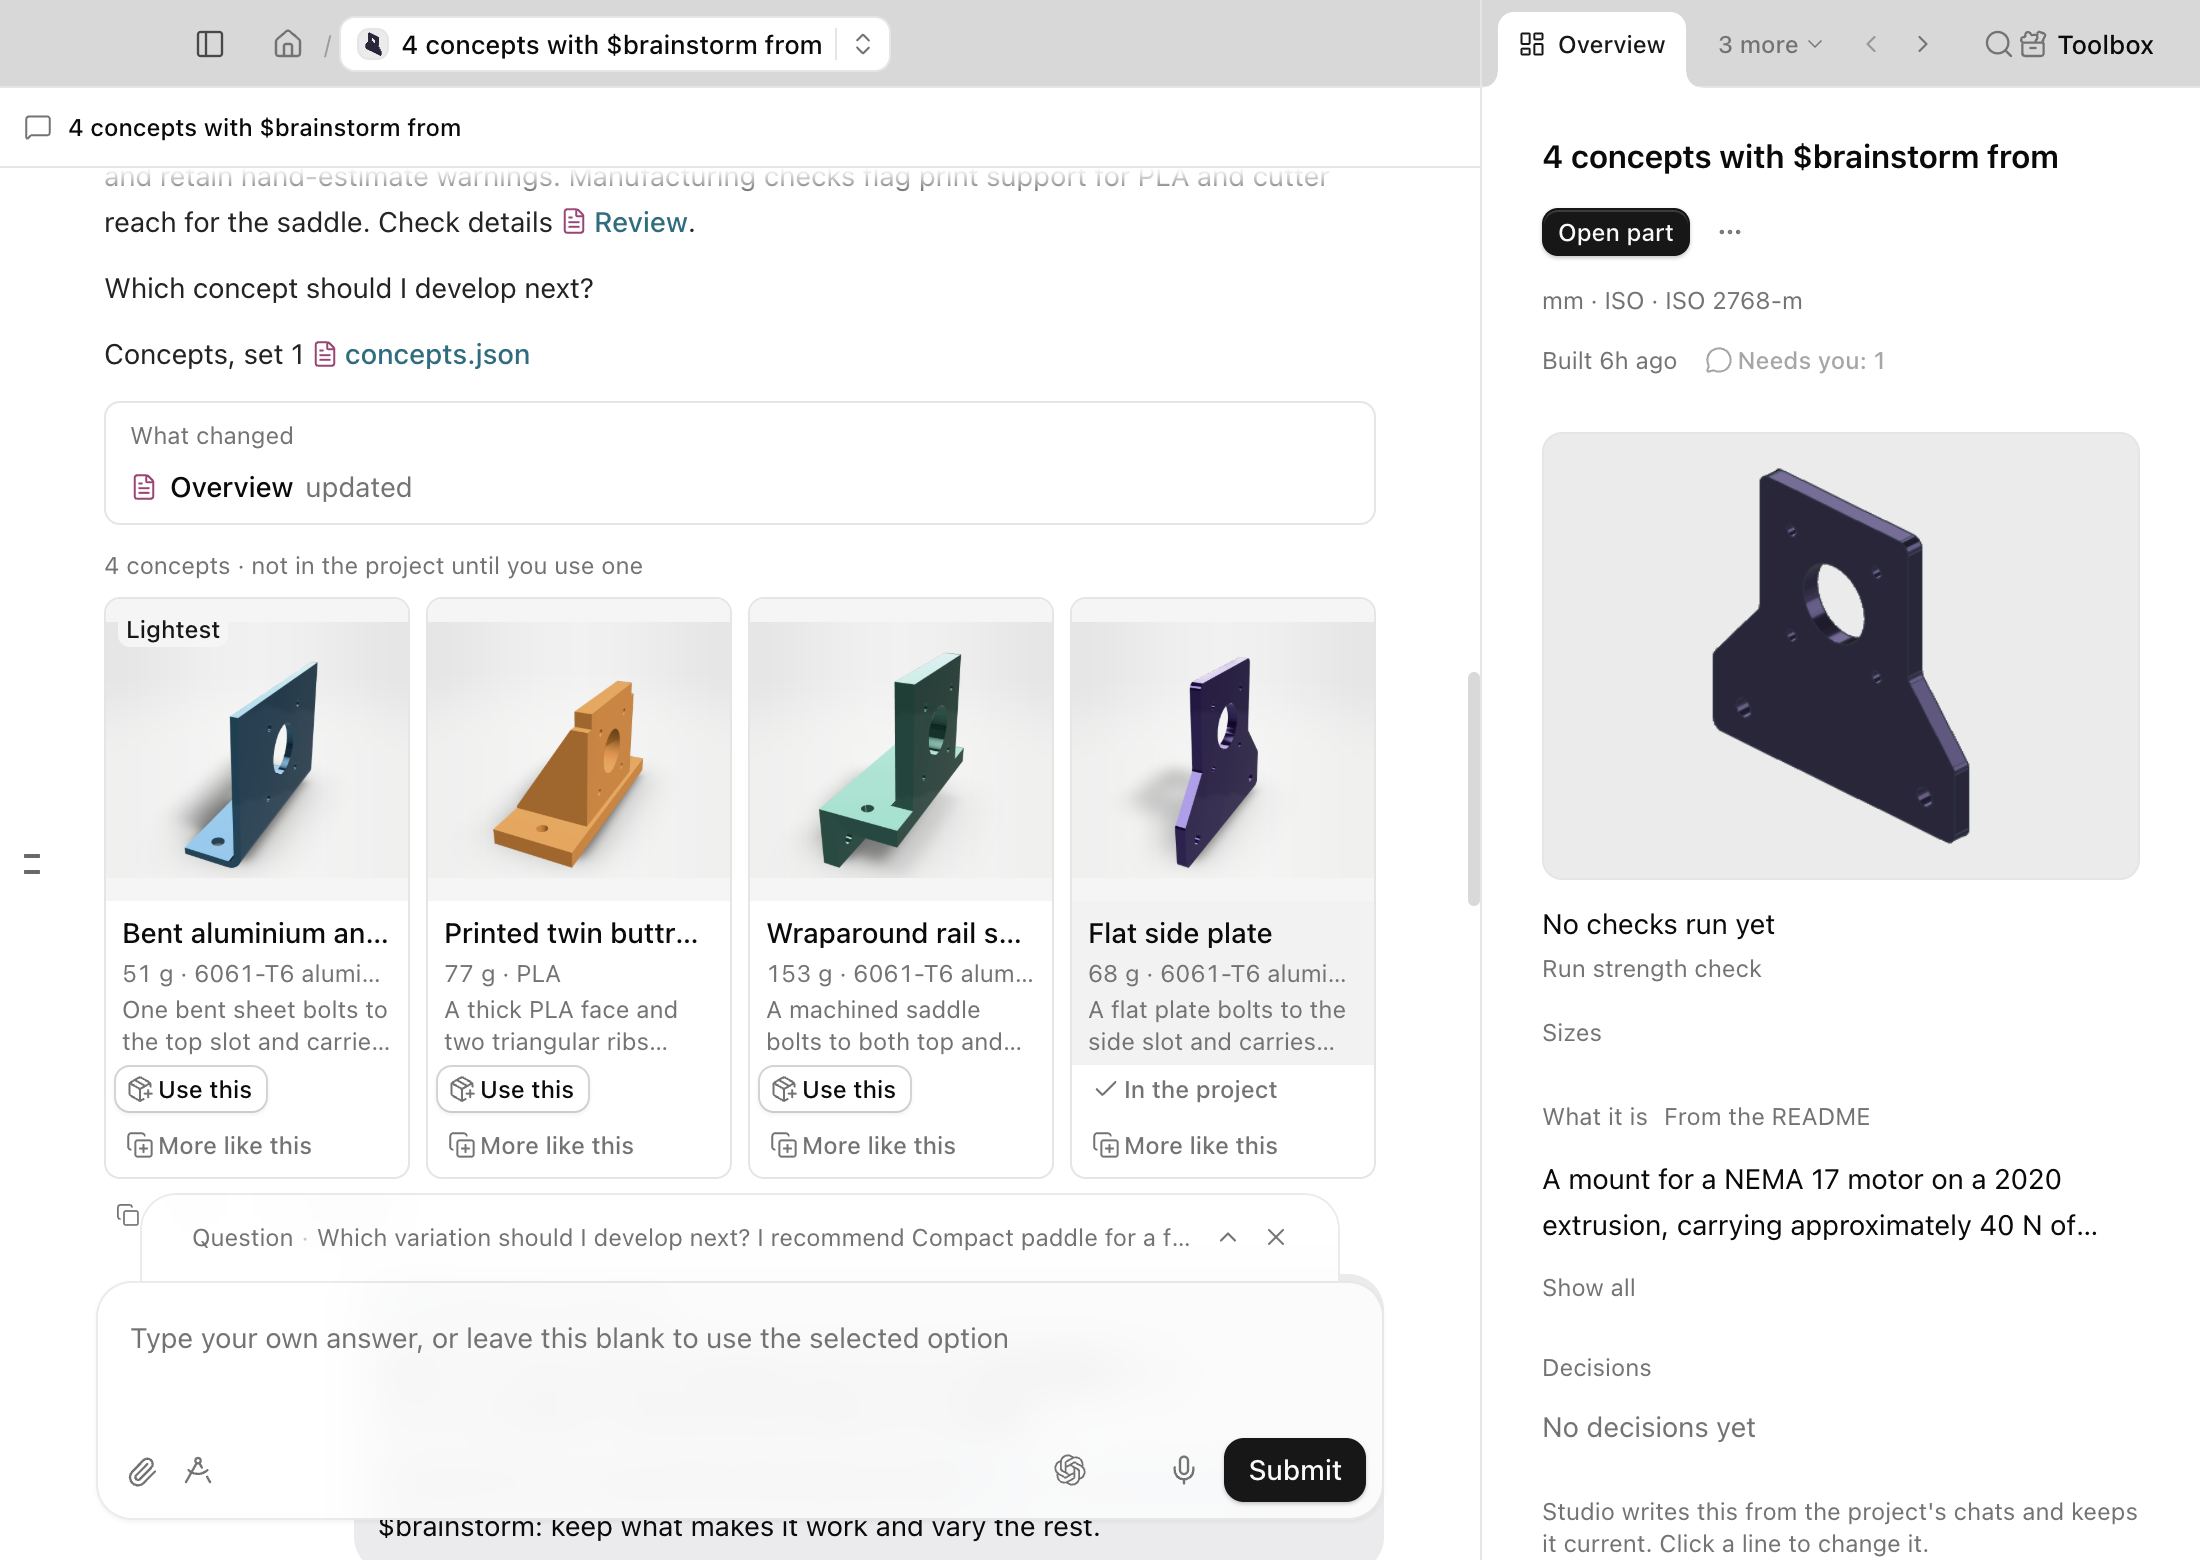 / 4 concepts with $brainstorm from
Overview
3 more
Toolbox
4 concepts with $brainstorm from
and retain hand-estimate warnings. Manufacturing checks flag print support for PLA and cutter
reach for the saddle. Check details Review.
Which concept should I develop next?
Concepts, set 1 concepts.json
What changed
Overview updated
4 concepts · not in the project until you use one
Lightest
Bent aluminium an...
51 g · 6061-T6 alumi...
One bent sheet bolts to
the top slot and carrie...
Use this
More like this
Printed twin buttr...
77 g · PLA
A thick PLA face and
two triangular ribs...
Use this
More like this
Wraparound rail s...
153 g · 6061-T6 alum...
A machined saddle
bolts to both top and...
Use this
More like this
Flat side plate
68 g · 6061-T6 alumi...
A flat plate bolts to the
side slot and carries...
In the project
More like this
Question · Which variation should I develop next? I recommend Compact paddle for a f...
Type your own answer, or leave this blank to use the selected option
Submit
$brainstorm: keep what makes it work and vary the rest.
4 concepts with $brainstorm from
Open part
mm · ISO · ISO 2768-m
Built 6h ago
Needs you: 1
No checks run yet
Run strength check
Sizes
What it is From the README
A mount for a NEMA 17 motor on a 2020
extrusion, carrying approximately 40 N of...
Show all
Decisions
No decisions yet
Studio writes this from the project's chats and keeps
it current. Click a line to change it.